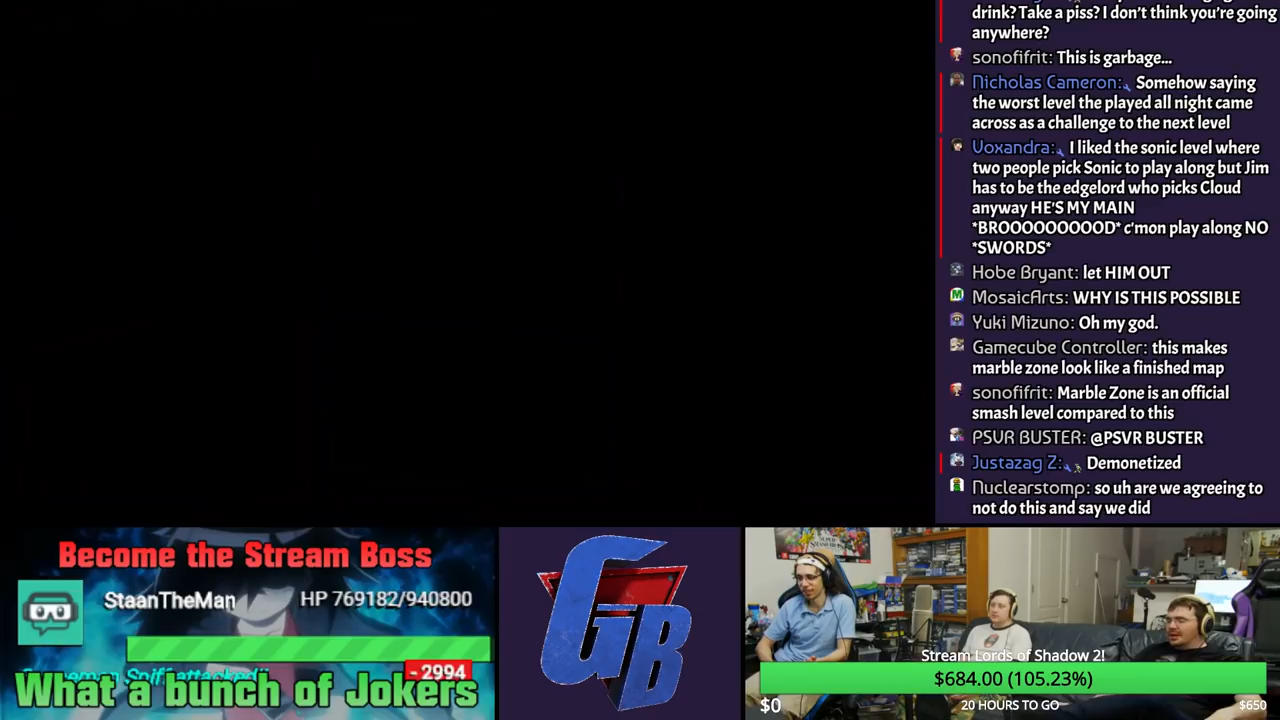 drink? Take a piss? I don't think you're going
anywhere?
sonofifrit: This is garbage...
Nicholas Cameron: Somehow saying
the worst level the played all night came
across as a challenge to the next level
Voxandra: I liked the sonic level where
two people pick Sonic to play along but Jim
has to be the edgelord who picks Cloud
anyway HE'S MY MAIN
*BROOOOOOOOD* c'mon play along NO
*SWORDS*
Hobe Bryant: let HIM OUT
MosaicArts: WHY IS THIS POSSIBLE
Yuki Mizuno: Oh my god.
Gamecube Controller: this makes
marble zone look like a finished map
sonofifrit: Marble Zone is an official
smash level compared to this
PSVR BUSTER: @PSVR BUSTER
Justazag Z: Demonetized
Nuclearstomp: so uh are we agreeing to
not do this and say we did
Become the Stream Boss
StaanTheMan HP 769182/940800
-2994
What a bunch of Jokers
GB
Stream Lords of Shadow 2!
$684.00 (105.23%)
$0 20 HOURS TO GO $650